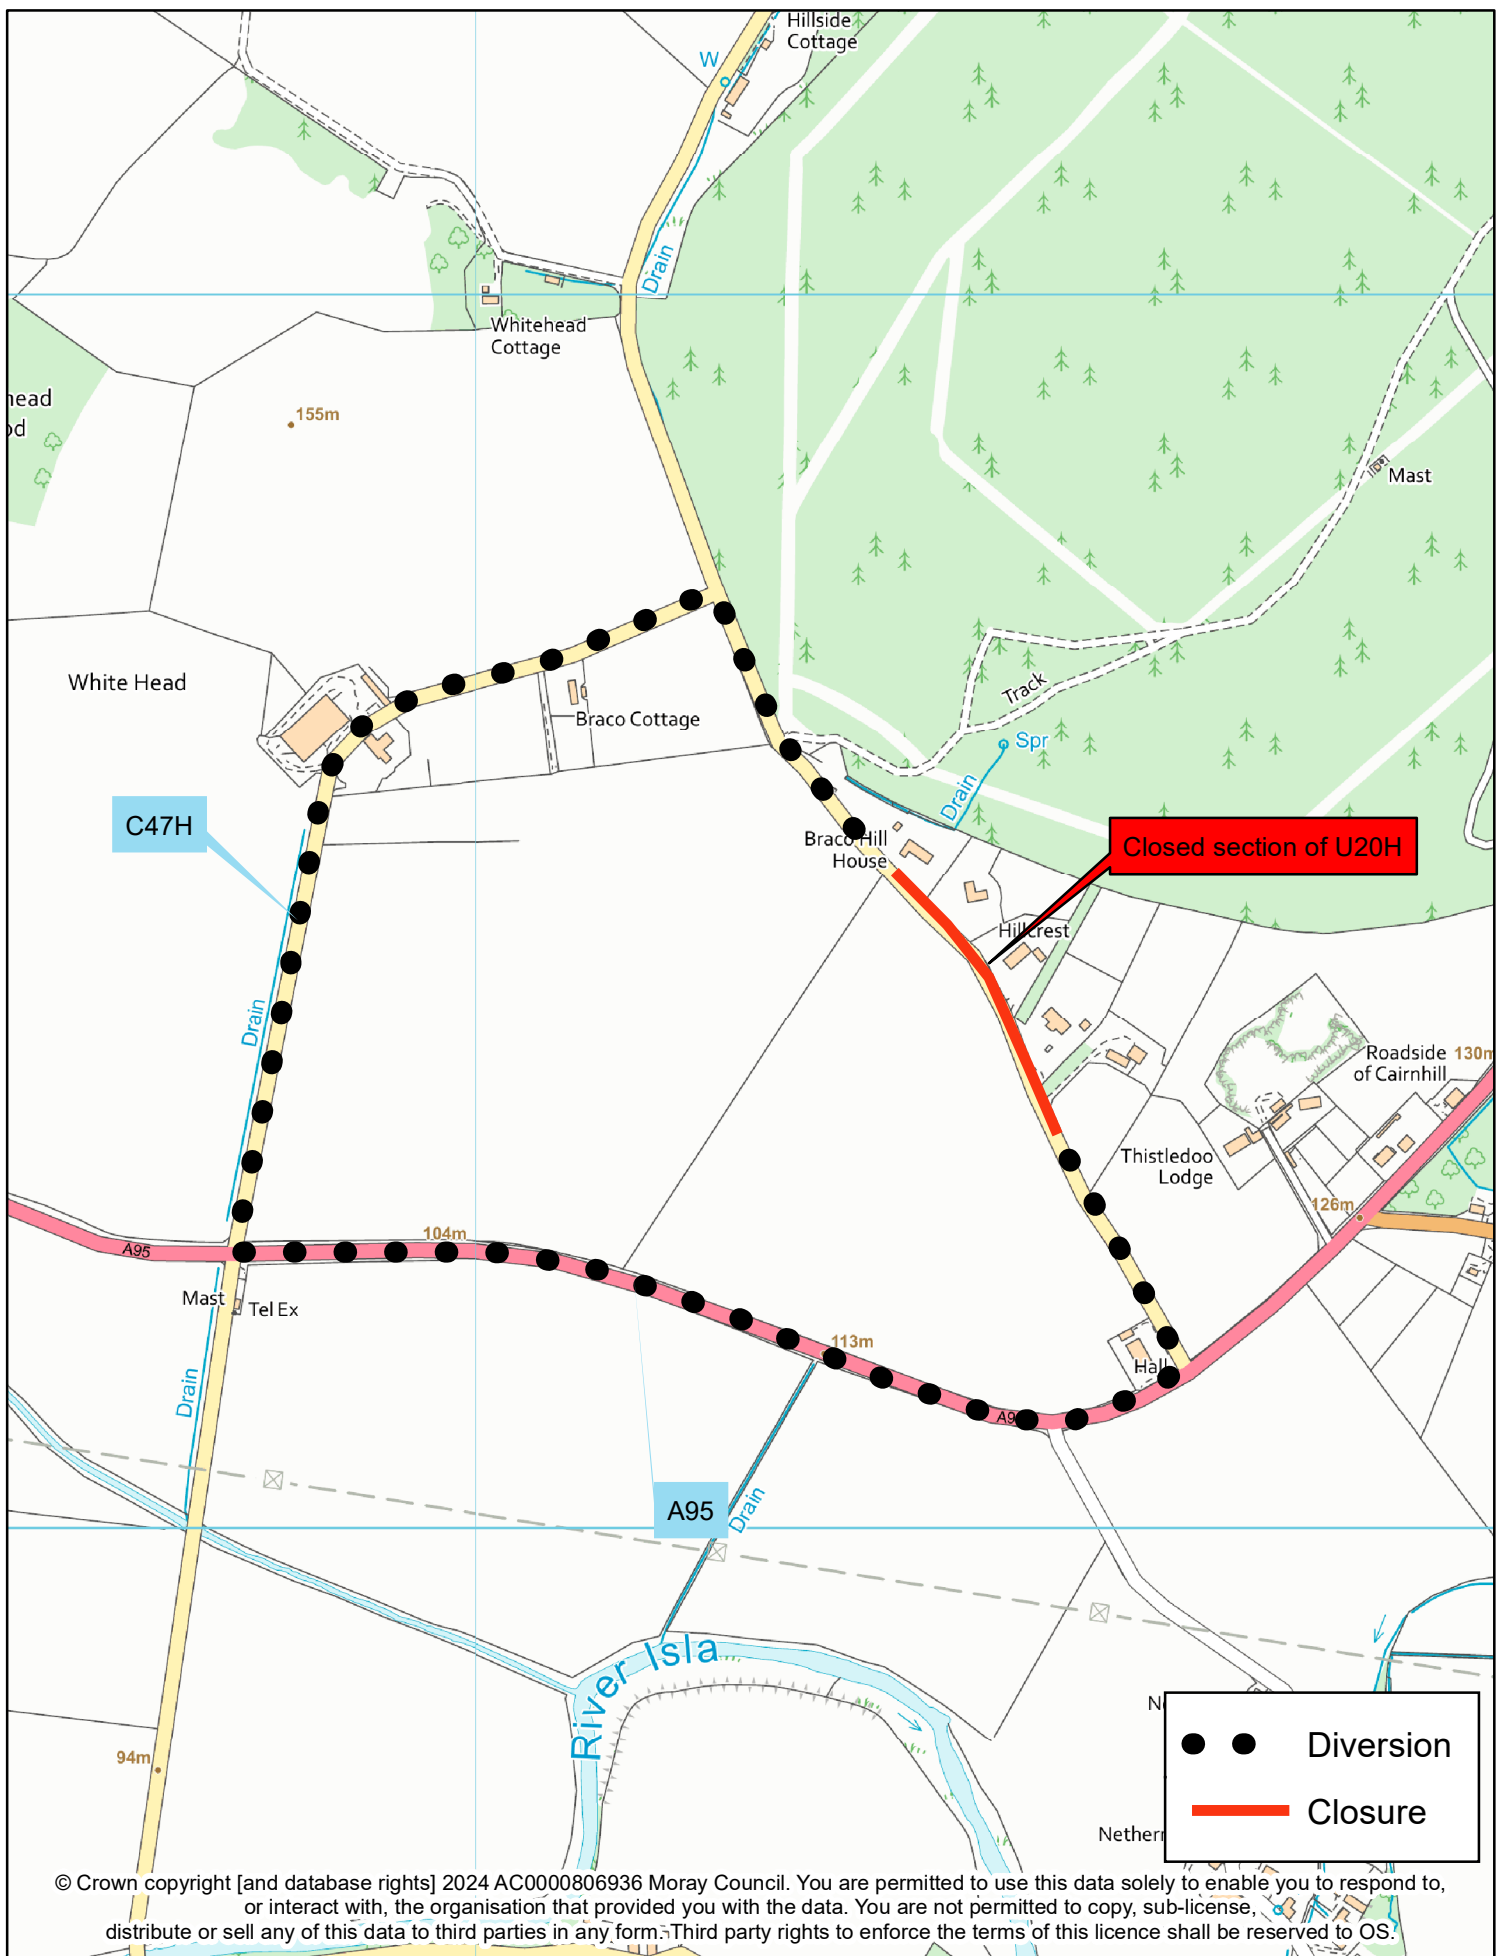 Hillside
Cottage
W
Drain
Whitehead
Cottage
155m
Mast
White Head
Braco Cottage
Track
Spr
Drain
C47H
Braco Hill
House
Closed section of U20H
Hillcrest
Drain
Roadside
of Cairnhill
130m
Thistledoo
Lodge
126m
A95
104m
Mast
Tel Ex
113m
Hall
Drain
A95
Drain
River Isla
94m
Diversion
Closure
© Crown copyright [and database rights] 2024 AC0000806936 Moray Council. You are permitted to use this data solely to enable you to respond to,
or interact with, the organisation that provided you with the data. You are not permitted to copy, sub-license,
distribute or sell any of this data to third parties in any form. Third party rights to enforce the terms of this licence shall be reserved to OS.